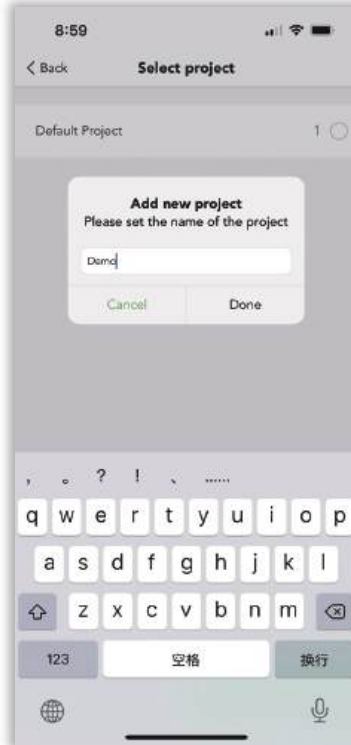 8:59
Back
Select project
Default Project 1
Add new project
Please set the name of the project
Demo
Cancel Done
， 。 ? ! 、 ......
q w e r t y u i o p
a s d f g h j k l
z x c v b n m
123 空格 换行